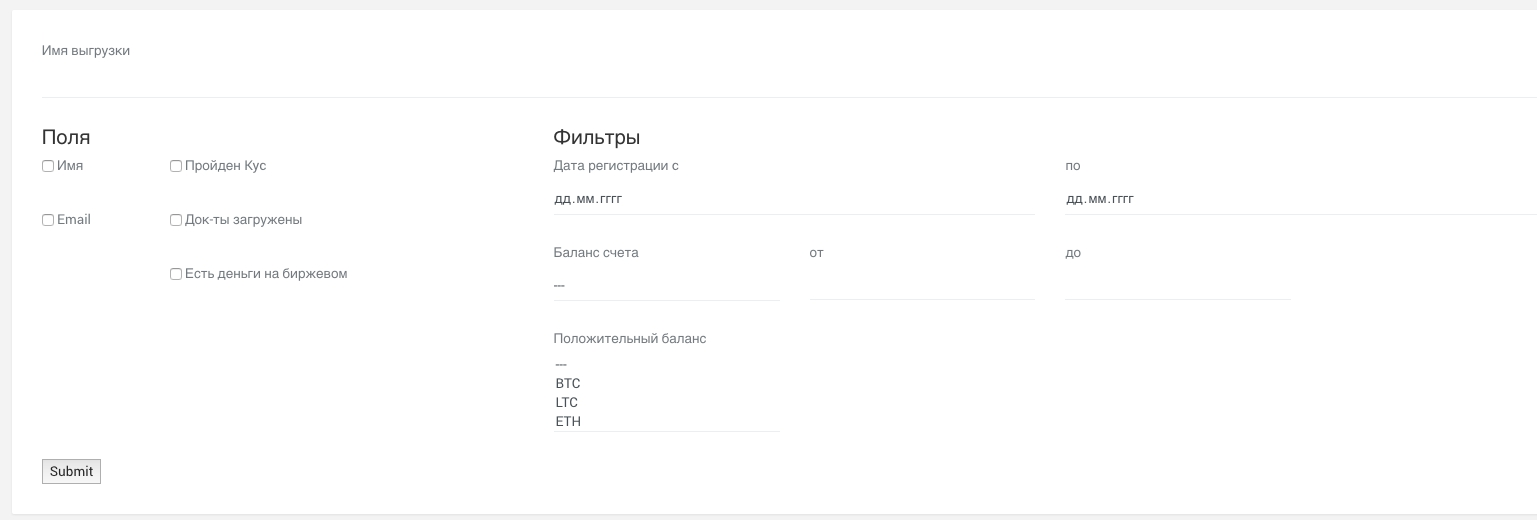 Имя выгрузки
Поля
Имя
Пройден Кус
Email
Док-ты загружены
Есть деньги на биржевом
Фильтры
Дата регистрации с
по
дд.мм.гггг
дд.мм.гггг
Баланс счета
от
до
---
Положительный баланс
---
BTC
LTC
ETH
Submit